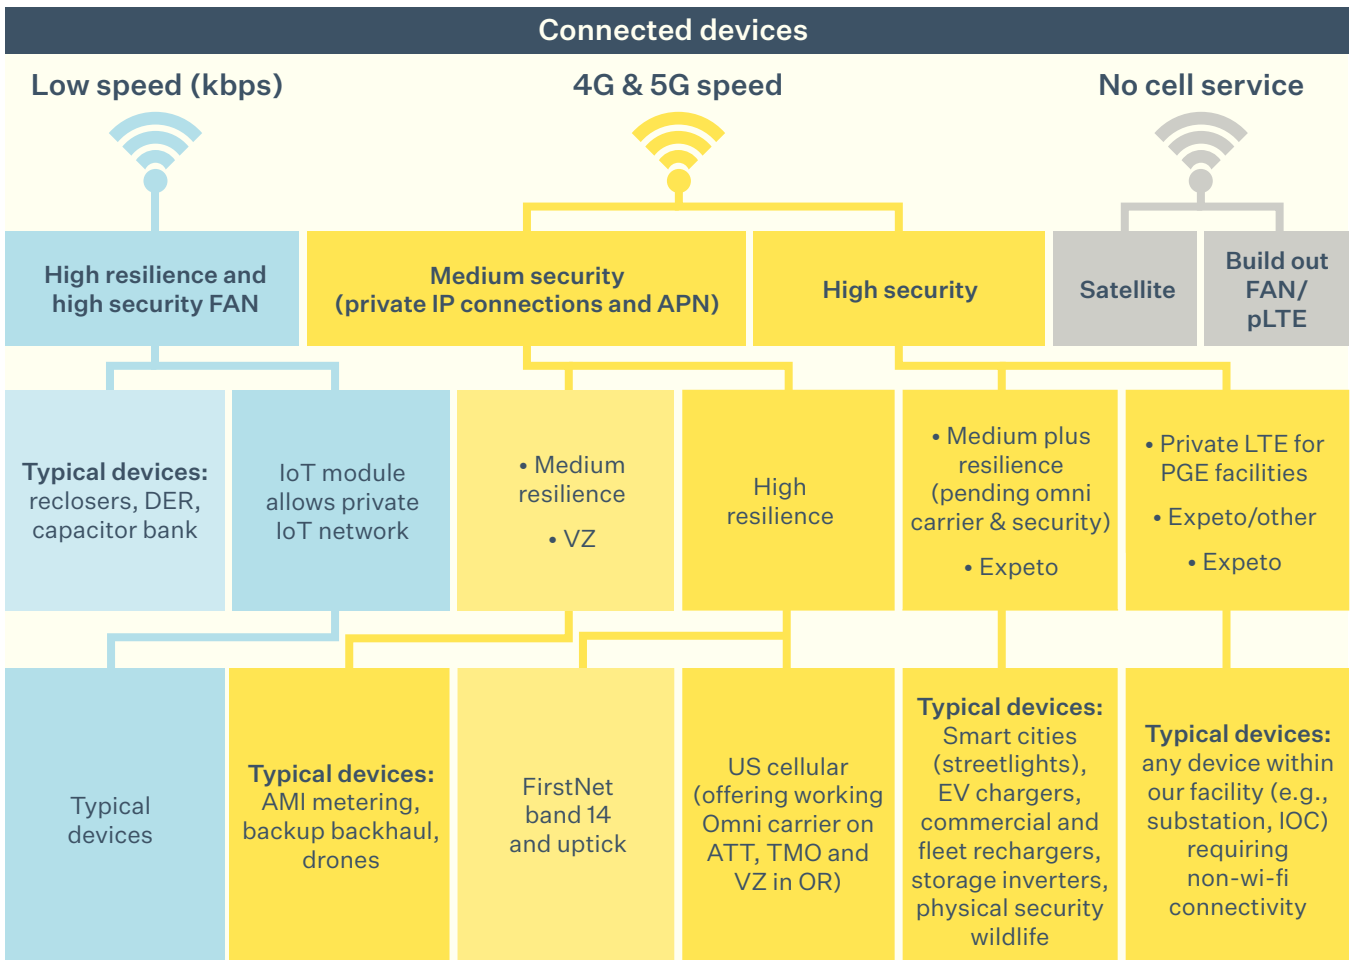 Connected devices
Low speed (kbps)
4G & 5G speed
No cell service
High resilience and
high security FAN
Medium security
(private IP connections and APN)
High security
Satellite
Build out
FAN/
pLTE
Typical devices:
reclosers, DER,
capacitor bank
IoT module
allows private
IoT network
• Medium
resilience
• VZ
High
resilience
• Medium plus
resilience
(pending omni
carrier & security)
• Expeto
• Private LTE for
PGE facilities
• Expeto/other
• Expeto
Typical
devices
Typical devices:
AMI metering,
backup backhaul,
drones
FirstNet
band 14
and uptick
US cellular
(offering working
Omni carrier on
ATT, TMO and
VZ in OR)
Typical devices:
Smart cities
(streetlights),
EV chargers,
commercial and
fleet rechargers,
storage inverters,
physical security
wildlife
Typical devices:
any device within
our facility (e.g.,
substation, IOC)
requiring
non-wi-fi
connectivity